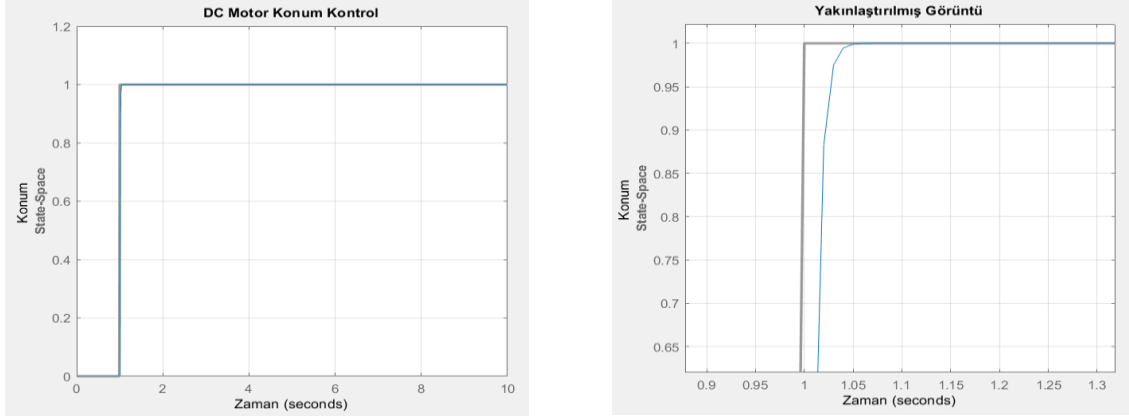 DC Motor Konum Kontrol
1.2
1
0.8
0.6
0.4
0.2
0
0 2 4 6 8 10
Zaman (seconds)
Konum
State-Space
Yakınlaştırılmış Görüntü
1
0.95
0.9
0.85
0.8
0.75
0.7
0.65
0.9 0.95 1 1.05 1.1 1.15 1.2 1.25 1.3
Zaman (seconds)
Konum
State-Space